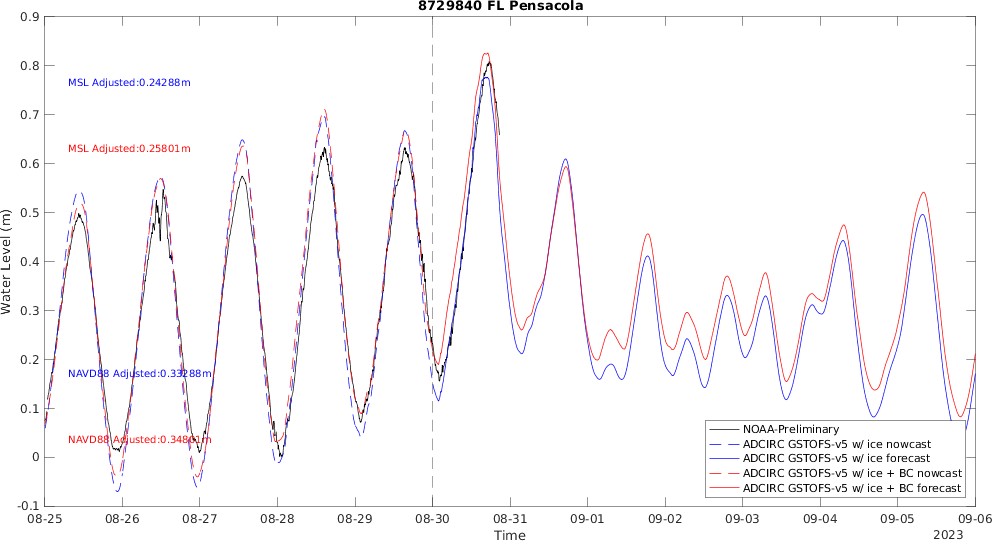 8729840 FL Pensacola
0.9
0.8
0.7
0.6
0.5
0.4
0.3
0.2
0.1
0
-0.1
Water Level (m)
MSL Adjusted:0.24288m
MSL Adjusted:0.25801m
NAVD88 Adjusted:0.33288m
NAVD88 Adjusted:0.34801m
NOAA-Preliminary
ADCIRC GSTOFS-v5 w/ ice nowcast
ADCIRC GSTOFS-v5 w/ ice forecast
ADCIRC GSTOFS-v5 w/ ice + BC nowcast
ADCIRC GSTOFS-v5 w/ ice + BC forecast
08-25 08-26 08-27 08-28 08-29 08-30 08-31 09-01 09-02 09-03 09-04 09-05 09-06
Time
2023